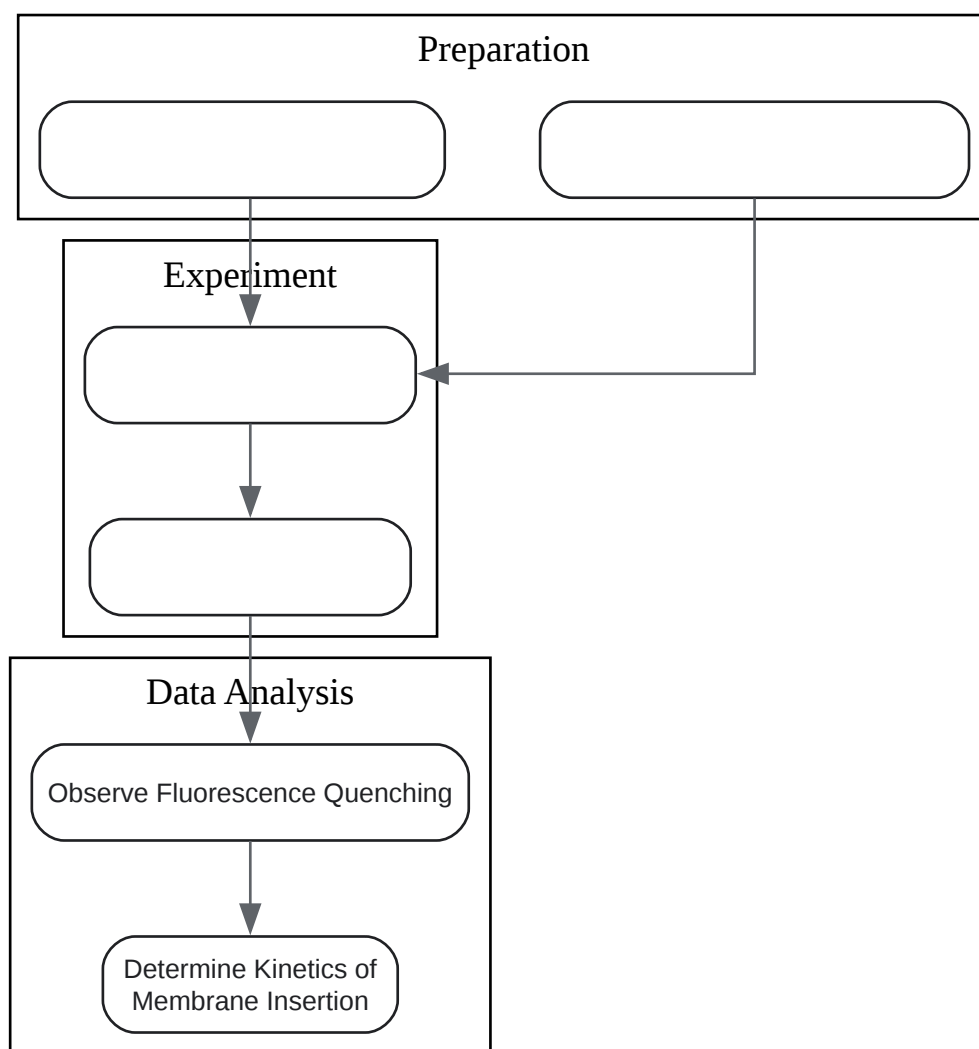 Preparation
Experiment
Data Analysis
Observe Fluorescence Quenching
Determine Kinetics of
Membrane Insertion